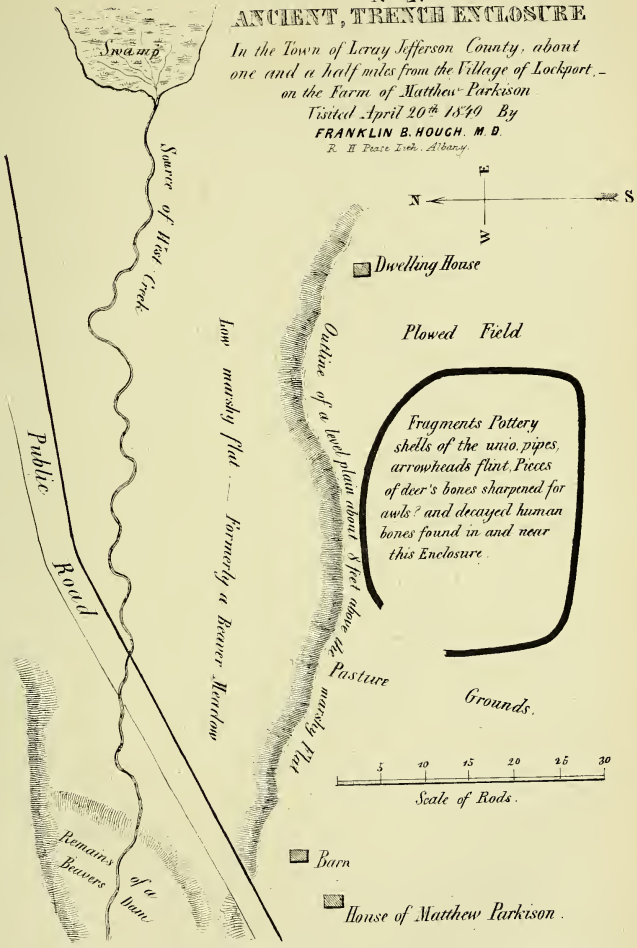 ANCIENT, TRENCH ENCLOSURE
In the Town of Leray Jefferson County, about
one and a half miles from the Village of Lockport, –
on the Farm of Matthew Parkison
Visited April 20th 1849 By
FRANKLIN B. HOUGH. M.D.
R H Pease Lith. Albany.
Swamp
Source of West Creek
E
N
S
W
Dwelling House
Plowed Field
Low marshy flat — Formerly a Beaver Meadow
Outline of a level plain about 8 feet above the marshy Flat
Fragments Pottery
shells of the unio. pipes,
arrowheads flint, Pieces
of deer's bones sharpened for
awls? and decayed human
bones found in and near
this Enclosure.
Public
Road
Pasture
Grounds.
5 10 15 20 25 30
Scale of Rods.
Remains of a
Beavers Dam
Barn
House of Matthew Parkison.